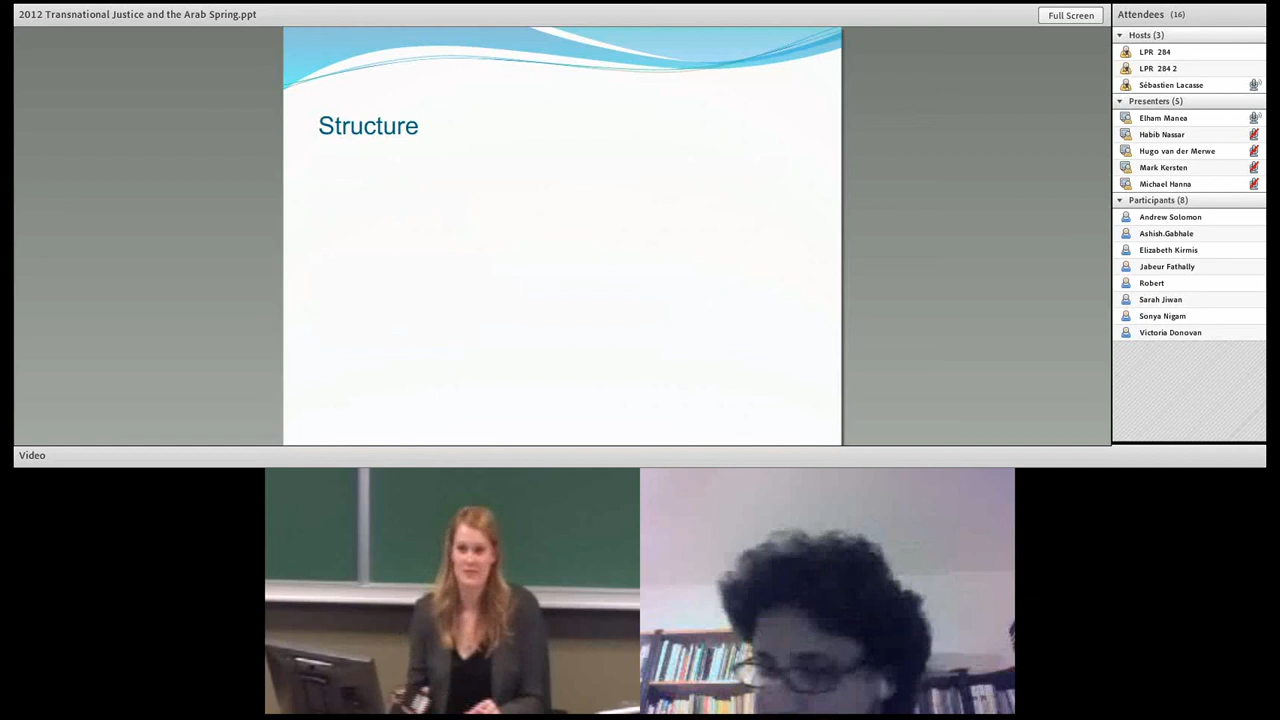 2012 Transnational Justice and the Arab Spring.ppt
Full Screen
Structure
Attendees (16)
Hosts (3)
LPR 284
LPR 284 2
Sébastien Lacasse
Presenters (5)
Elham Manea
Habib Nassar
Hugo van der Merwe
Mark Kersten
Michael Hanna
Participants (8)
Andrew Solomon
Ashish.Gabhale
Elizabeth Kirmis
Jabeur Fathally
Robert
Sarah Jiwan
Sonya Nigam
Victoria Donovan
Video